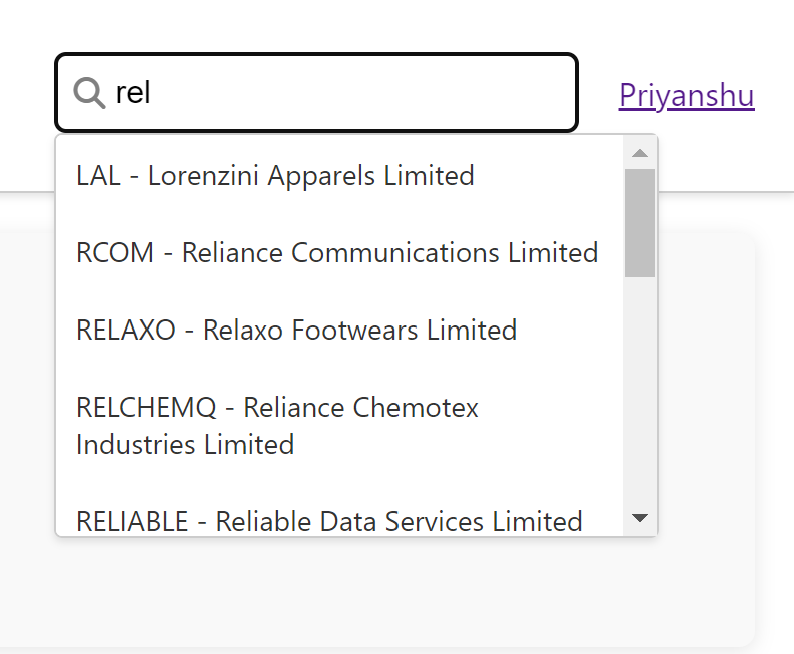 rel
Priyanshu
LAL - Lorenzini Apparels Limited
RCOM - Reliance Communications Limited
RELAXO - Relaxo Footwears Limited
RELCHEMQ - Reliance Chemotex
Industries Limited
RELIABLE - Reliable Data Services Limited